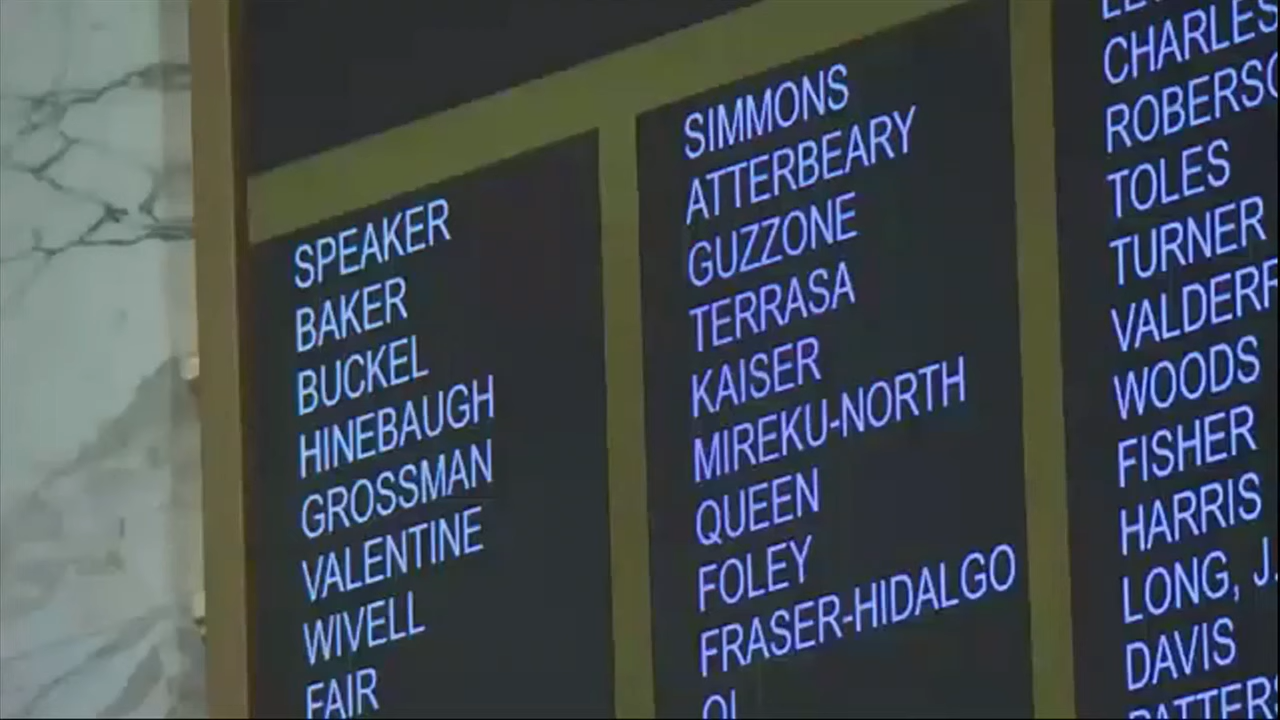 SPEAKER
BAKER
BUCKEL
HINEBAUGH
GROSSMAN
VALENTINE
WIVELL
FAIR
SIMMONS
ATTERBEARY
GUZZONE
TERRASA
KAISER
MIREKU-NORTH
QUEEN
FOLEY
FRASER-HIDALGO
CHARLES
TOLES
TURNER
WOODS
FISHER
HARRIS
LONG, J.
DAVIS